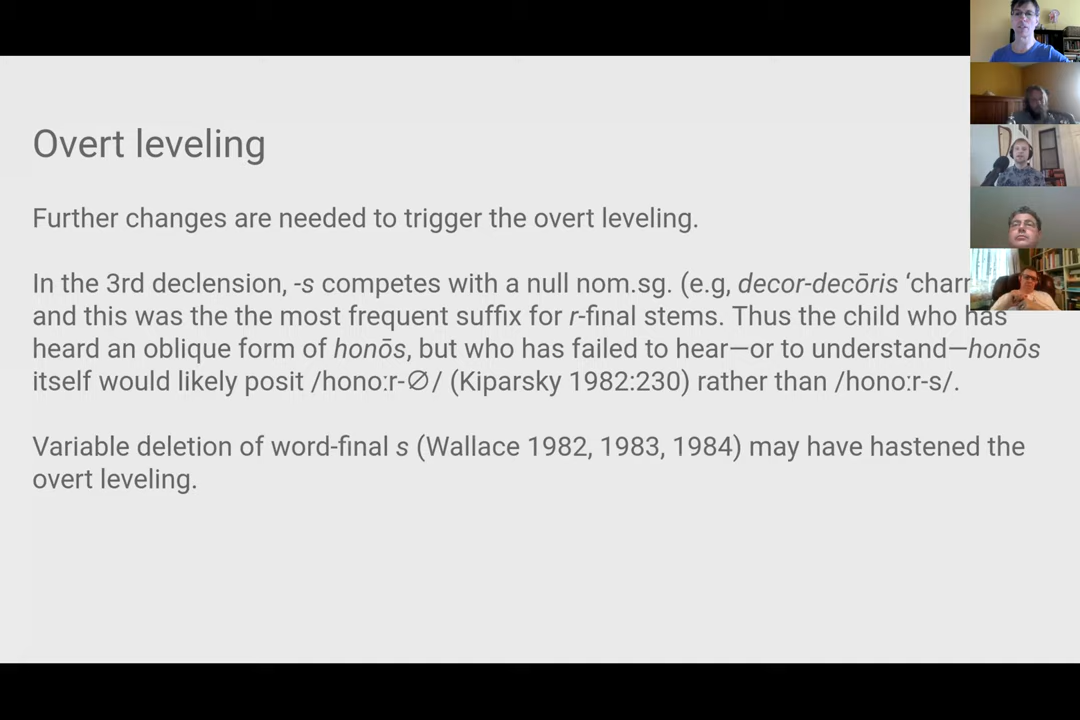 Overt leveling
Further changes are needed to trigger the overt leveling.
In the 3rd declension, -s competes with a null nom.sg. (e.g, decor-decōris
and this was the the most frequent suffix for r-final stems. Thus the child who has
heard an oblique form of honōs, but who has failed to hear—or to understand—honōs
itself would likely posit /honoːr-∅/ (Kiparsky 1982:230) rather than /honoːr-s/.
Variable deletion of word-final s (Wallace 1982, 1983, 1984) may have hastened the
overt leveling.